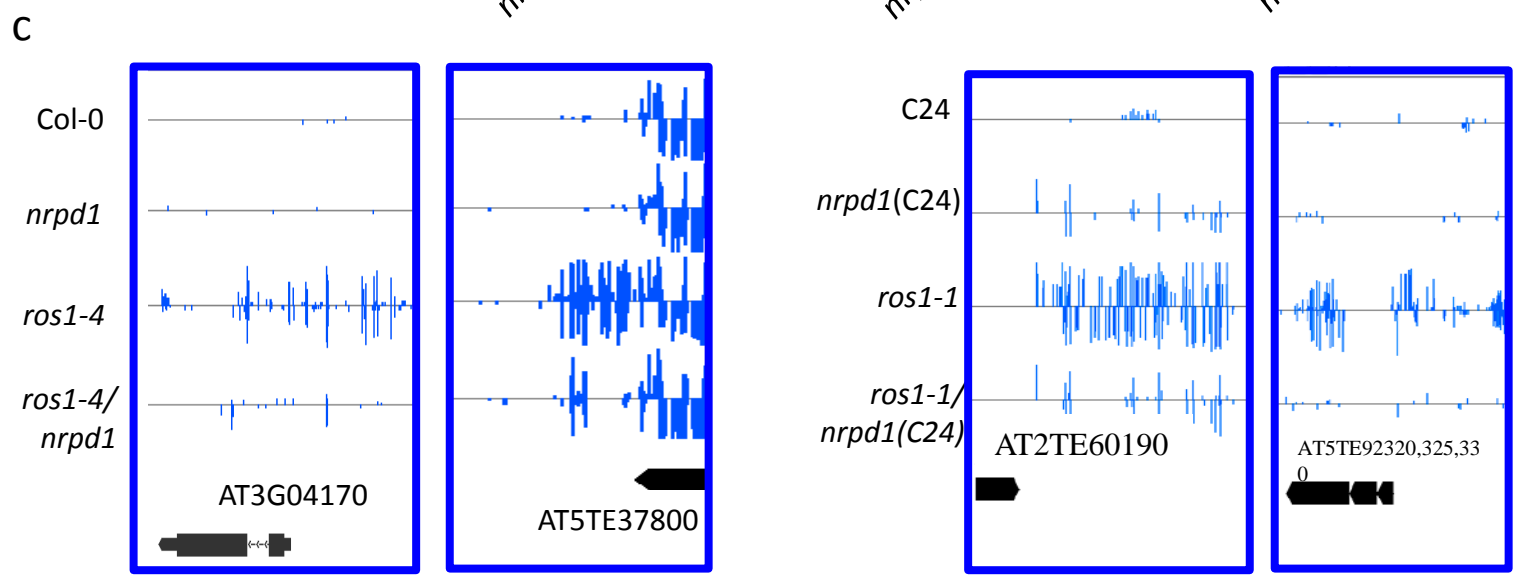 C
Col-0
nrpd1
ros1-4
ros1-4/
nrpd1
AT3G04170
AT5TE37800
C24
nrpd1(C24)
ros1-1
ros1-1/
nrpd1(C24)
AT2TE60190
AT5TE92320,325,33
0